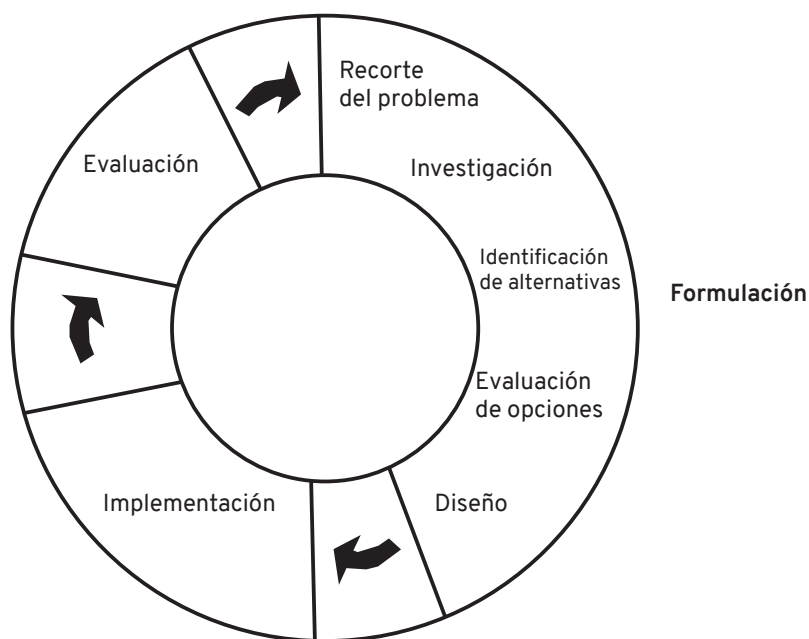 Recorte
del problema
Investigación
Identificación
de alternativas
Formulación
Evaluación
de opciones
Diseño
Implementación
Evaluación